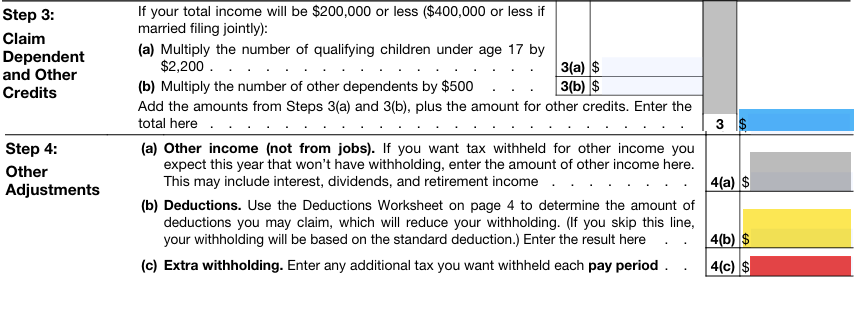 Step 3:
Claim
Dependent
and Other
Credits
If your total income will be $200,000 or less ($400,000 or less if
married filing jointly):
(a) Multiply the number of qualifying children under age 17 by
$2,200 . . . . . . . . . . . . . . . . . 3(a) $
(b) Multiply the number of other dependents by $500 . . . 3(b) $
Add the amounts from Steps 3(a) and 3(b), plus the amount for other credits. Enter the
total here . . . . . . . . . . . . . . . . . . . . . . . . . 3 $
Step 4:
Other
Adjustments
(a) Other income (not from jobs). If you want tax withheld for other income you
expect this year that won’t have withholding, enter the amount of other income here.
This may include interest, dividends, and retirement income . . . . . . . 4(a) $
(b) Deductions. Use the Deductions Worksheet on page 4 to determine the amount of
deductions you may claim, which will reduce your withholding. (If you skip this line,
your withholding will be based on the standard deduction.) Enter the result here . . 4(b) $
(c) Extra withholding. Enter any additional tax you want withheld each pay period . . 4(c) $